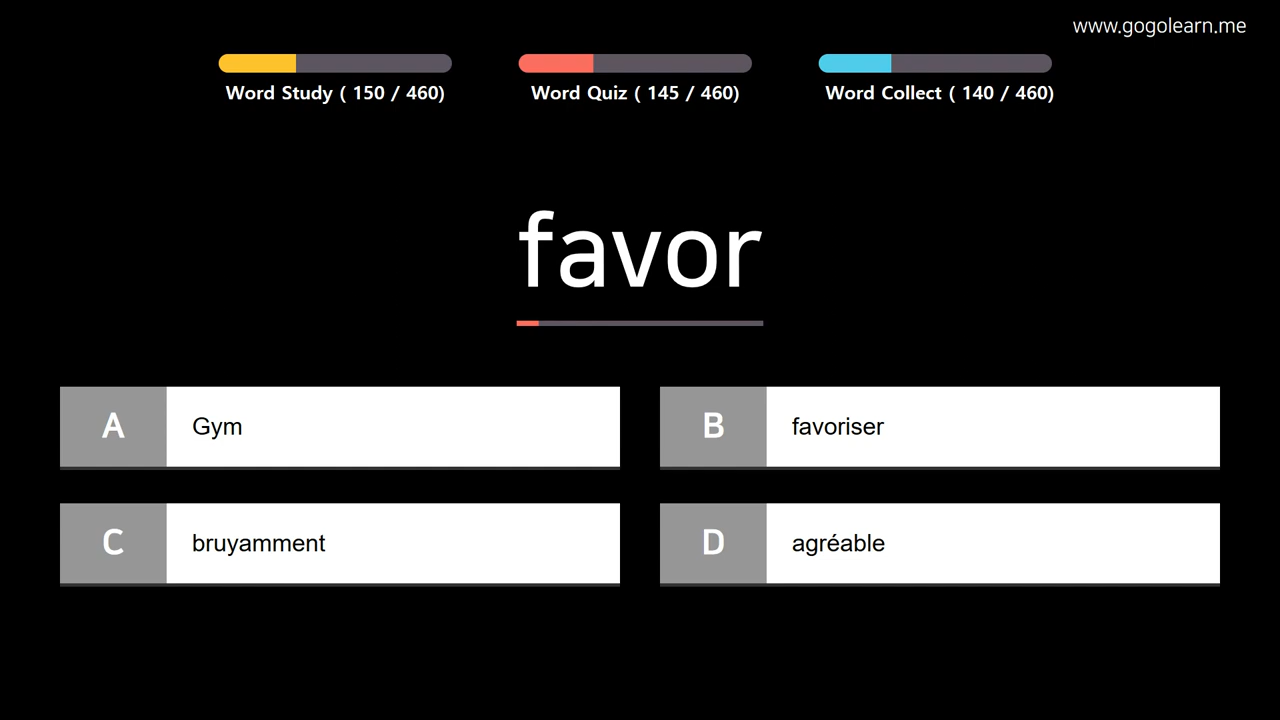 www.gogolearn.me
Word Study ( 150 / 460)
Word Quiz ( 145 / 460)
Word Collect ( 140 / 460)
favor
A Gym
B favoriser
C bruyamment
D agréable